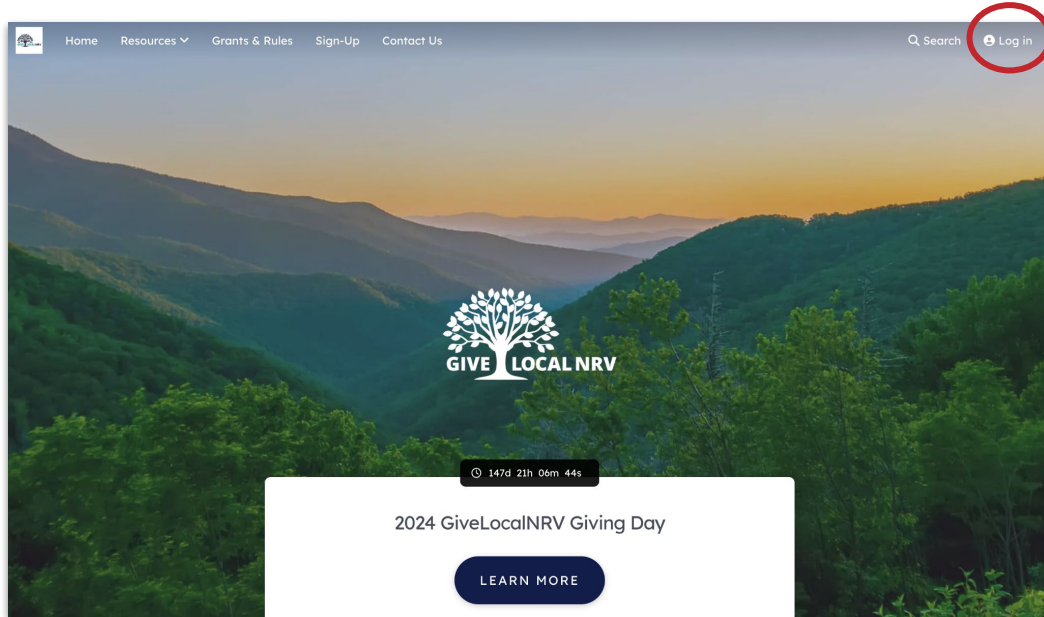 Home Resources Grants & Rules Sign-Up Contact Us Search Log in
GIVE LOCAL NRV
147d 21h 06m 44s
2024 GiveLocalNRV Giving Day
LEARN MORE